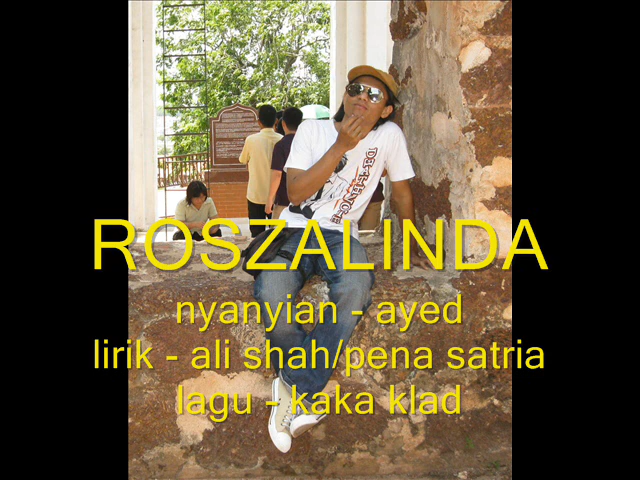 ROSZALINDA
nyanyian - ayed
lirik - ali shah/pena satria
lagu - kaka klad